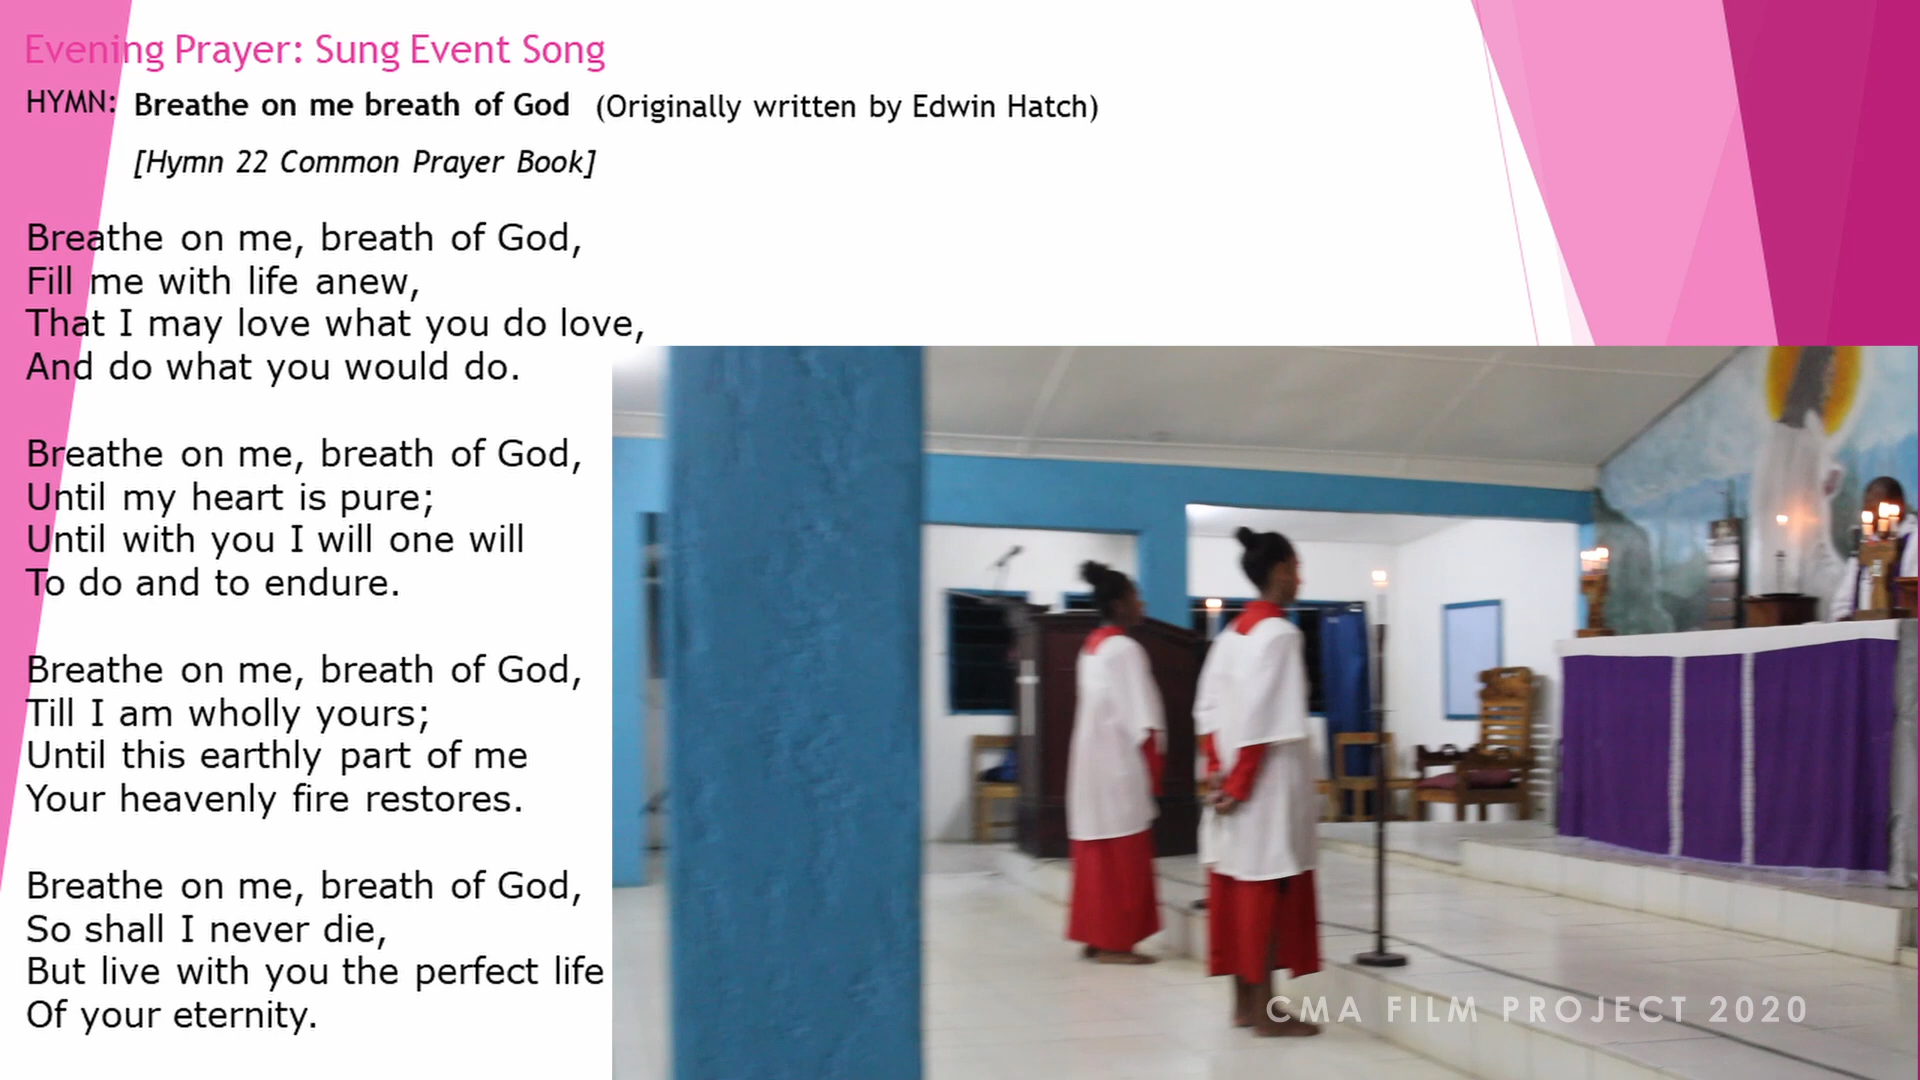 Evening Prayer: Sung Event Song
HYMN: Breathe on me breath of God (Originally written by Edwin Hatch)
[Hymn 22 Common Prayer Book]
Breathe on me, breath of God,
Fill me with life anew,
That I may love what you do love,
And do what you would do.
Breathe on me, breath of God,
Until my heart is pure;
Until with you I will one will
To do and to endure.
Breathe on me, breath of God,
Till I am wholly yours;
Until this earthly part of me
Your heavenly fire restores.
Breathe on me, breath of God,
So shall I never die,
But live with you the perfect life
Of your eternity.
CMA FILM PROJECT 2020